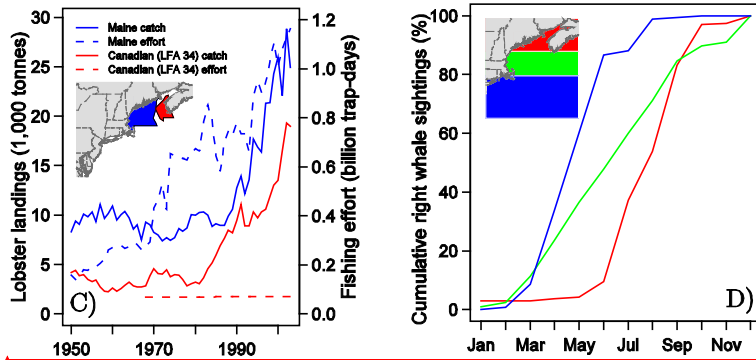 Maine catch
Maine effort
Canadian (LFA 34) catch
Canadian (LFA 34) effort
Lobster landings (1,000 tonnes)
30
25
20
15
10
5
0
1950
1970
1990
Fishing effort (billion trap-days)
1.2
1.0
0.8
0.6
0.4
0.2
0.0
C)
Cumulative right whale sightings (%)
100
80
60
40
20
0
Jan
Mar
May
Jul
Sep
Nov
D)